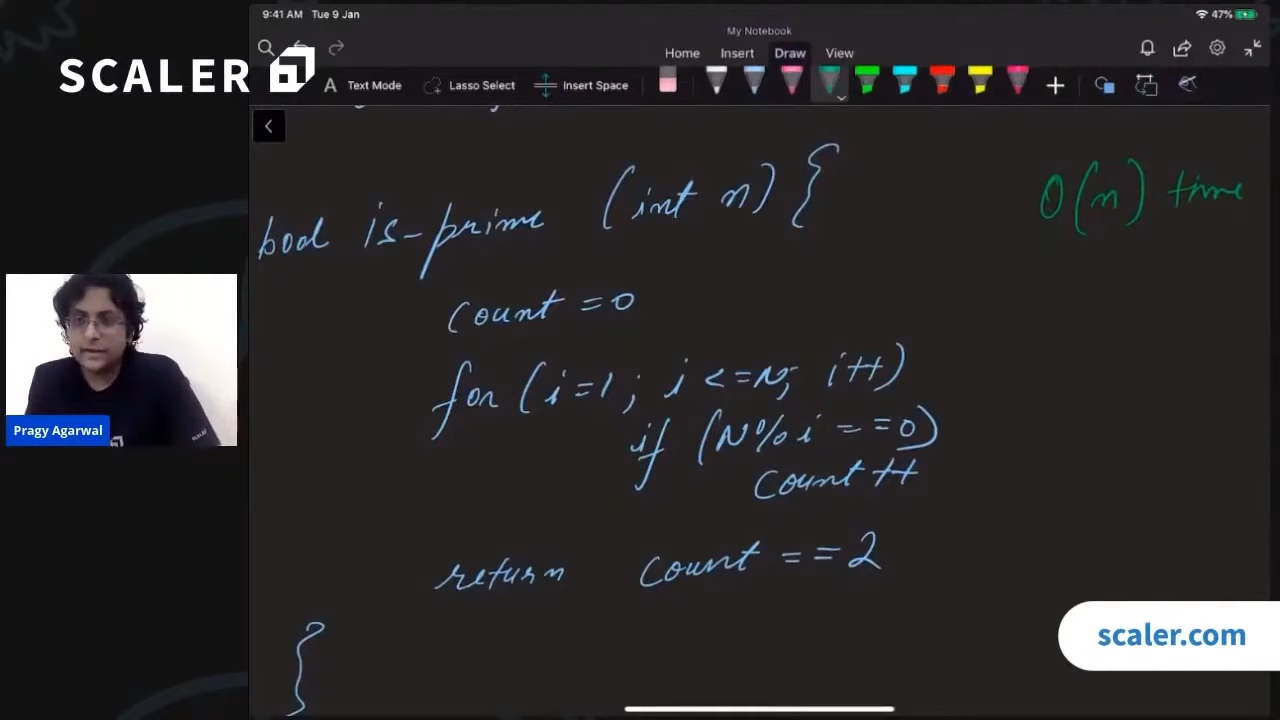 9:41 AM Tue 9 Jan
47%
My Notebook
Home Insert Draw View
SCALER
A Text Mode Lasso Select Insert Space
bool is-prime (int n) {
O(n) time
count = 0
for (i=1; i <= N; i++)
if (N % i == 0)
Count ++
Pragy Agarwal
return count == 2
}
scaler.com